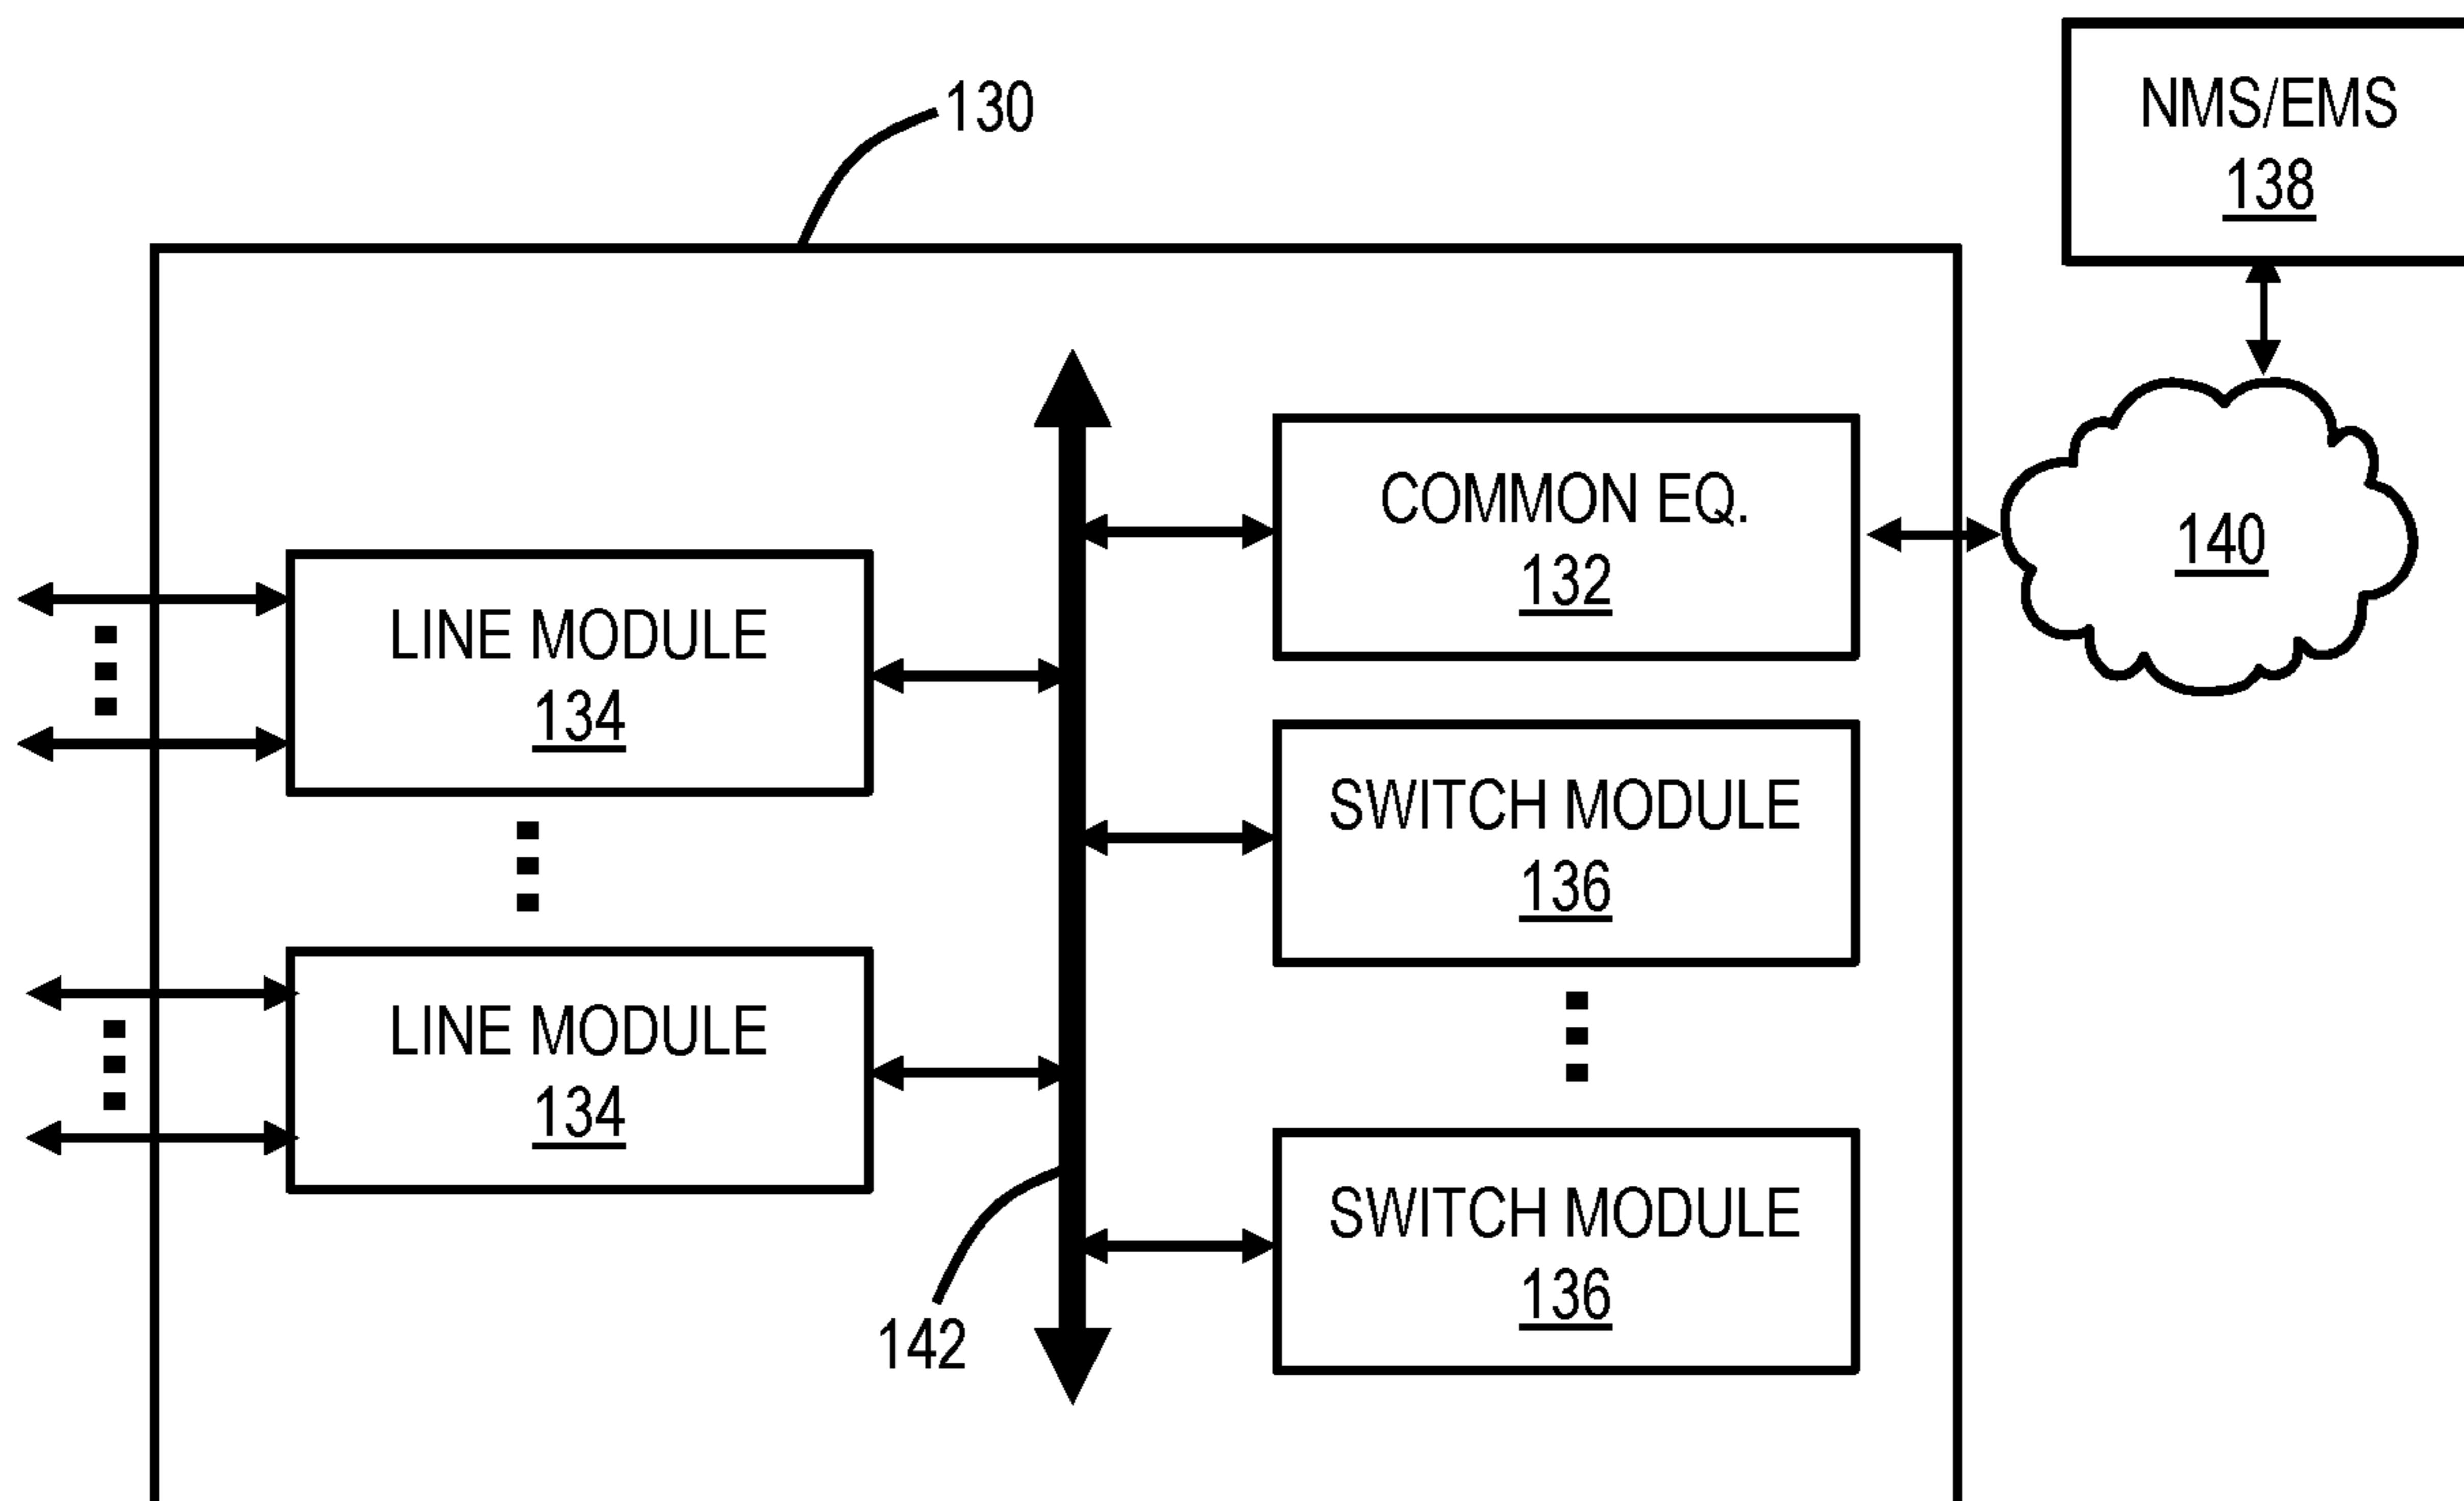 NMS/EMS
138
130
COMMON EQ.
132
140
LINE MODULE
134
SWITCH MODULE
136
LINE MODULE
134
SWITCH MODULE
136
142